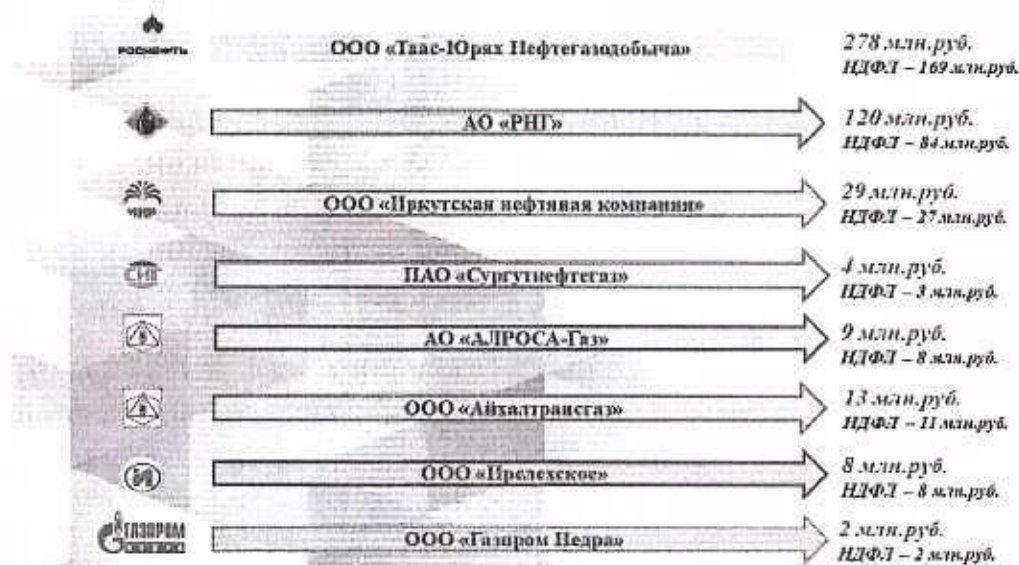 РОСНЕФТЬ
ООО «Таас-Юрях Нефтегазодобыча»
278 млн.руб.
НДФЛ – 169 млн.руб.
АО «РНГ»
120 млн.руб.
НДФЛ – 84 млн.руб.
ООО «Иркутская нефтяная компания»
29 млн.руб.
НДФЛ – 27 млн.руб.
СНГ
ПАО «Сургутнефтегаз»
4 млн.руб.
НДФЛ – 3 млн.руб.
АО «АЛРОСА-Газ»
9 млн.руб.
НДФЛ – 8 млн.руб.
ООО «Айхалтрансгаз»
13 млн.руб.
НДФЛ – 11 млн.руб.
ООО «Ирелехское»
8 млн.руб.
НДФЛ – 8 млн.руб.
ГАЗПРОМ
НЕДРА
ООО «Газпром Недра»
2 млн.руб.
НДФЛ – 2 млн.руб.